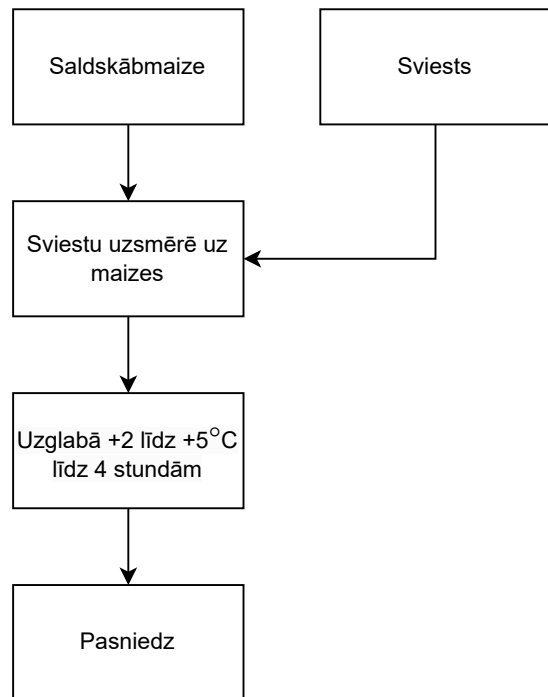 Saldskābmaize
Sviests
Sviestu uzsmērē uz
maizes
Uzglabā +2 līdz +5°C
līdz 4 stundām
Pasniedz